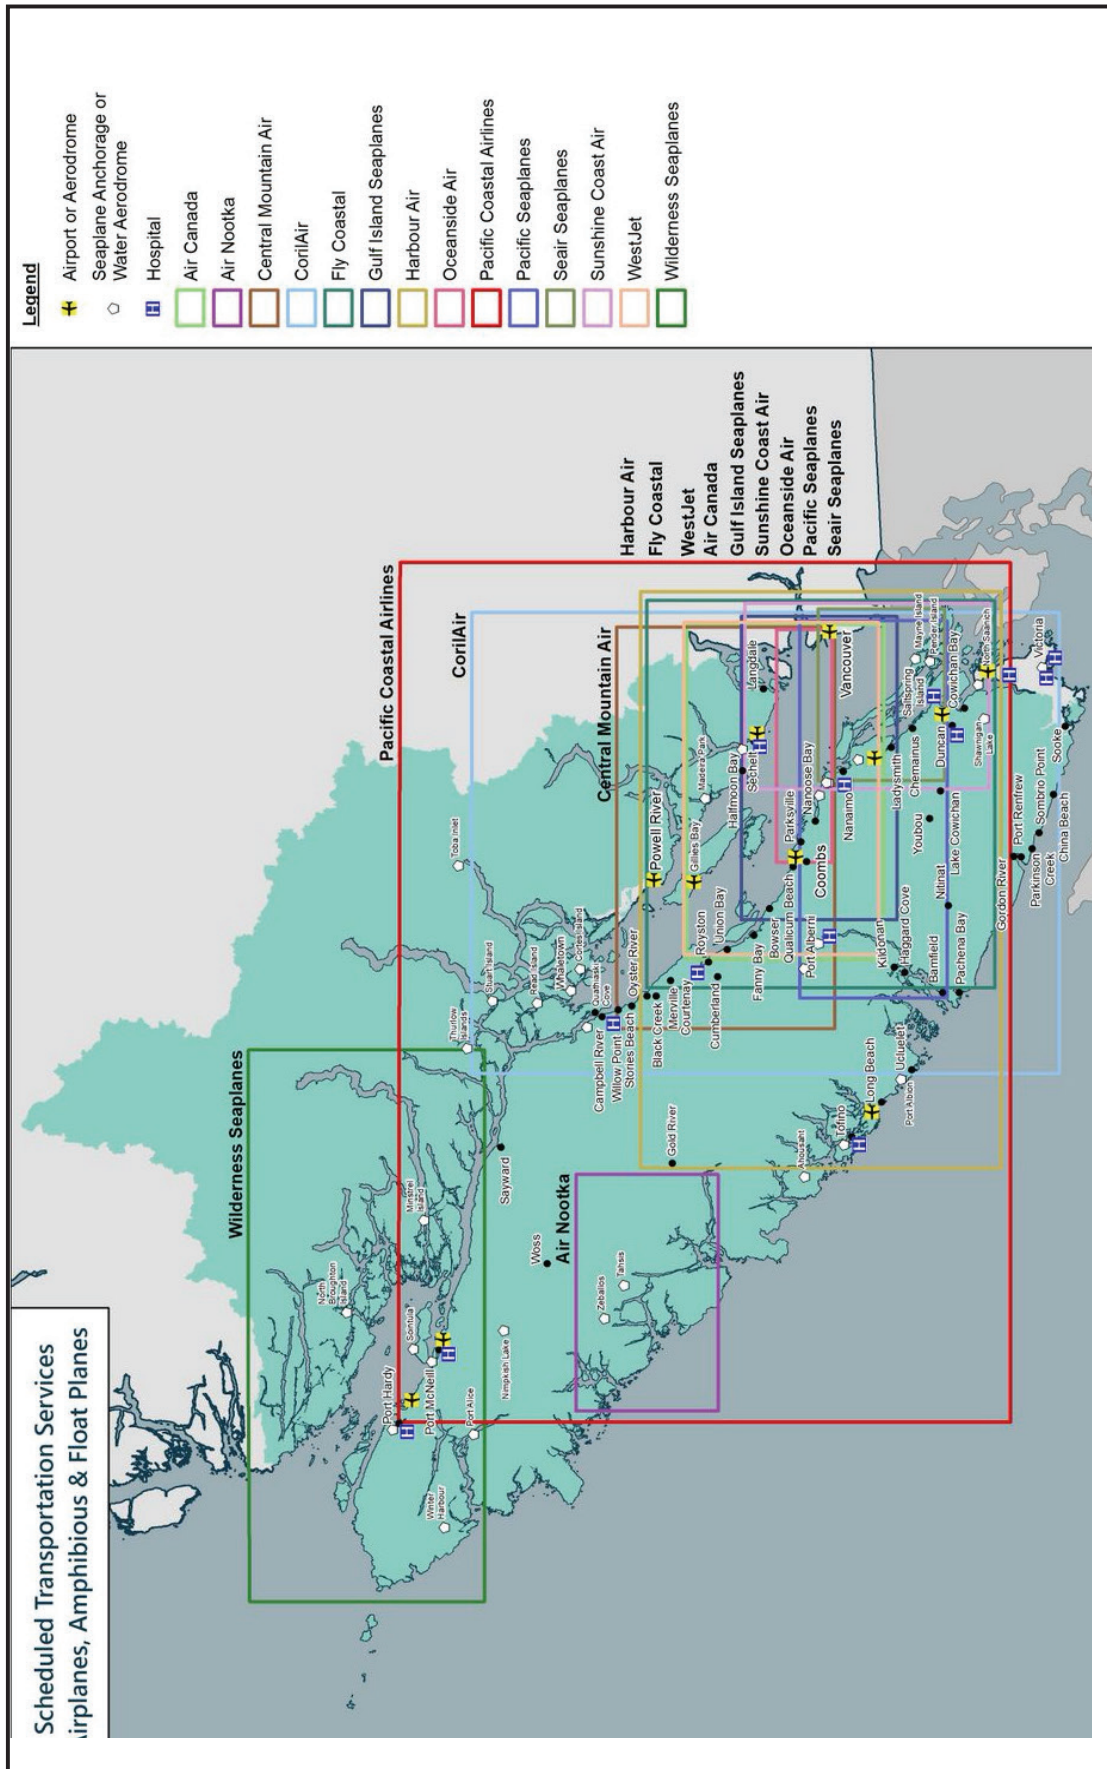 Scheduled Transportation Services
irplanes, Amphibious & Float Planes
Legend
Airport or Aerodrome
Seaplane Anchorage or
Water Aerodrome
Hospital
Air Canada
Air Nootka
Central Mountain Air
CorilAir
Fly Coastal
Gulf Island Seaplanes
Harbour Air
Oceanside Air
Pacific Coastal Airlines
Pacific Seaplanes
Seair Seaplanes
Sunshine Coast Air
WestJet
Wilderness Seaplanes
Wilderness Seaplanes
Pacific Coastal Airlines
CorilAir
Central Mountain Air
Harbour Air
Fly Coastal
WestJet
Air Canada
Gulf Island Seaplanes
Sunshine Coast Air
Oceanside Air
Pacific Seaplanes
Seair Seaplanes
Air Nootka
North
Broughton
Island
Minstrel
Island
Sointula
Port Hardy
Port McNeill
Port Alice
Winter
Harbour
Nimpkish Lake
Woss
Sayward
Zeballos
Tahsis
Gold River
Thurlow
Islands
Toba Inlet
Stuart Island
Read Island
Whaletown
Cortes Island
Quathiaski
Cove
Campbell River
Willow Point
Stories Beach
Oyster River
Black Creek
Merville
Courtenay
Cumberland
Royston
Union Bay
Fanny Bay
Bowser
Qualicum Beach
Powell River
Gillies Bay
Madeira Park
Halfmoon Bay
Sechelt
Langdale
Parksville
Coombs
Nanoose Bay
Nanaimo
Vancouver
Port Alberni
Kildonan
Haggard Cove
Bamfield
Pachena Bay
Nitinat
Lake Cowichan
Youbou
Ladysmith
Chemainus
Saltspring
Island
Mayne Island
Pender Island
Duncan
Cowichan Bay
North Saanich
Shawnigan
Lake
Victoria
Sooke
China Beach
Sombrio Point
Parkinson
Creek
Port Renfrew
Gordon River
Ahousaht
Tofino
Long Beach
Ucluelet
Port Albion
H
H
H
H
H
H
H
H
H
H
H
H
H